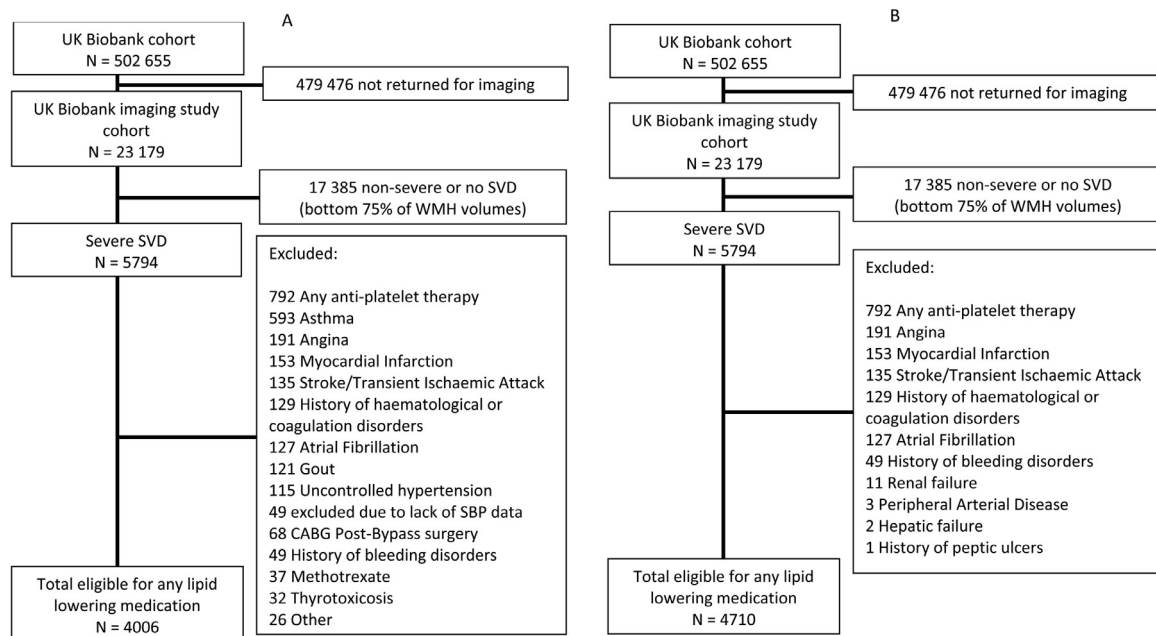 A
UK Biobank cohort
N = 502 655
479 476 not returned for imaging
UK Biobank imaging study
cohort
N = 23 179
17 385 non-severe or no SVD
(bottom 75% of WMH volumes)
Severe SVD
N = 5794
Excluded:
792 Any anti-platelet therapy
593 Asthma
191 Angina
153 Myocardial Infarction
135 Stroke/Transient Ischaemic Attack
129 History of haematological or
coagulation disorders
127 Atrial Fibrillation
121 Gout
115 Uncontrolled hypertension
49 excluded due to lack of SBP data
68 CABG Post-Bypass surgery
49 History of bleeding disorders
37 Methotrexate
32 Thyrotoxicosis
26 Other
Total eligible for any lipid
lowering medication
N = 4006
B
UK Biobank cohort
N = 502 655
479 476 not returned for imaging
UK Biobank imaging study
cohort
N = 23 179
17 385 non-severe or no SVD
(bottom 75% of WMH volumes)
Severe SVD
N = 5794
Excluded:
792 Any anti-platelet therapy
191 Angina
153 Myocardial Infarction
135 Stroke/Transient Ischaemic Attack
129 History of haematological or
coagulation disorders
127 Atrial Fibrillation
49 History of bleeding disorders
11 Renal failure
3 Peripheral Arterial Disease
2 Hepatic failure
1 History of peptic ulcers
Total eligible for any lipid
lowering medication
N = 4710